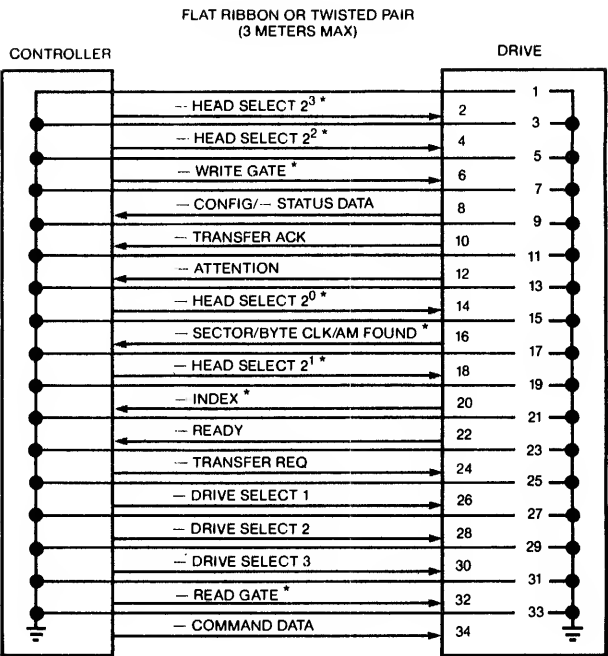 FLAT RIBBON OR TWISTED PAIR
(3 METERS MAX)
CONTROLLER DRIVE
1
— HEAD SELECT 2³ * 2
3
— HEAD SELECT 2² * 4
5
— WRITE GATE * 6
7
— CONFIG/— STATUS DATA 8
9
— TRANSFER ACK 10
11
— ATTENTION 12
13
— HEAD SELECT 2⁰ * 14
15
— SECTOR/BYTE CLK/AM FOUND * 16
17
— HEAD SELECT 2¹ * 18
19
— INDEX * 20
21
— READY 22
23
— TRANSFER REQ 24
25
— DRIVE SELECT 1 26
27
— DRIVE SELECT 2 28
29
— DRIVE SELECT 3 30
31
— READ GATE * 32
33
— COMMAND DATA 34